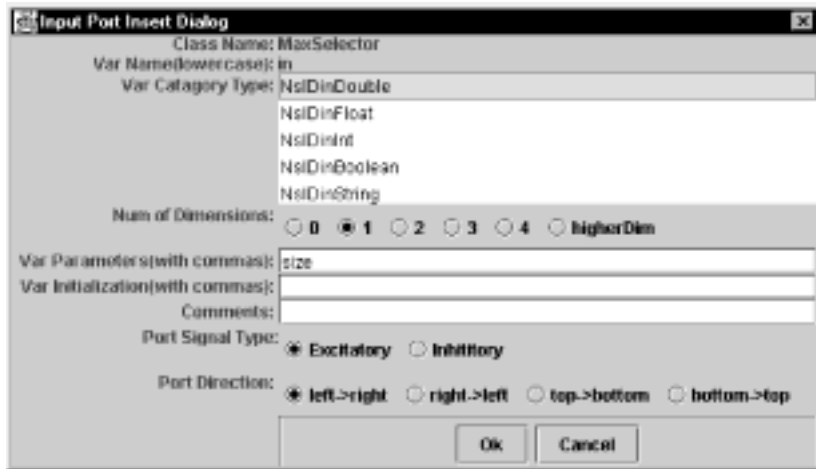 Input Port Insert Dialog
Class Name: MaxSelector
Var Name(lowercase): in
Var Catagory Type: NslDinDouble
NslDinFloat
NslDinInt
NslDinBoolean
NslDinString
Num of Dimensions: 0 1 2 3 4 higherDim
Var Parameters(with commas): size
Var Initialization(with commas):
Comments:
Port Signal Type: Excitatory Inhititory
Port Direction: left->right right->left top->bottom bottom->top
Ok Cancel